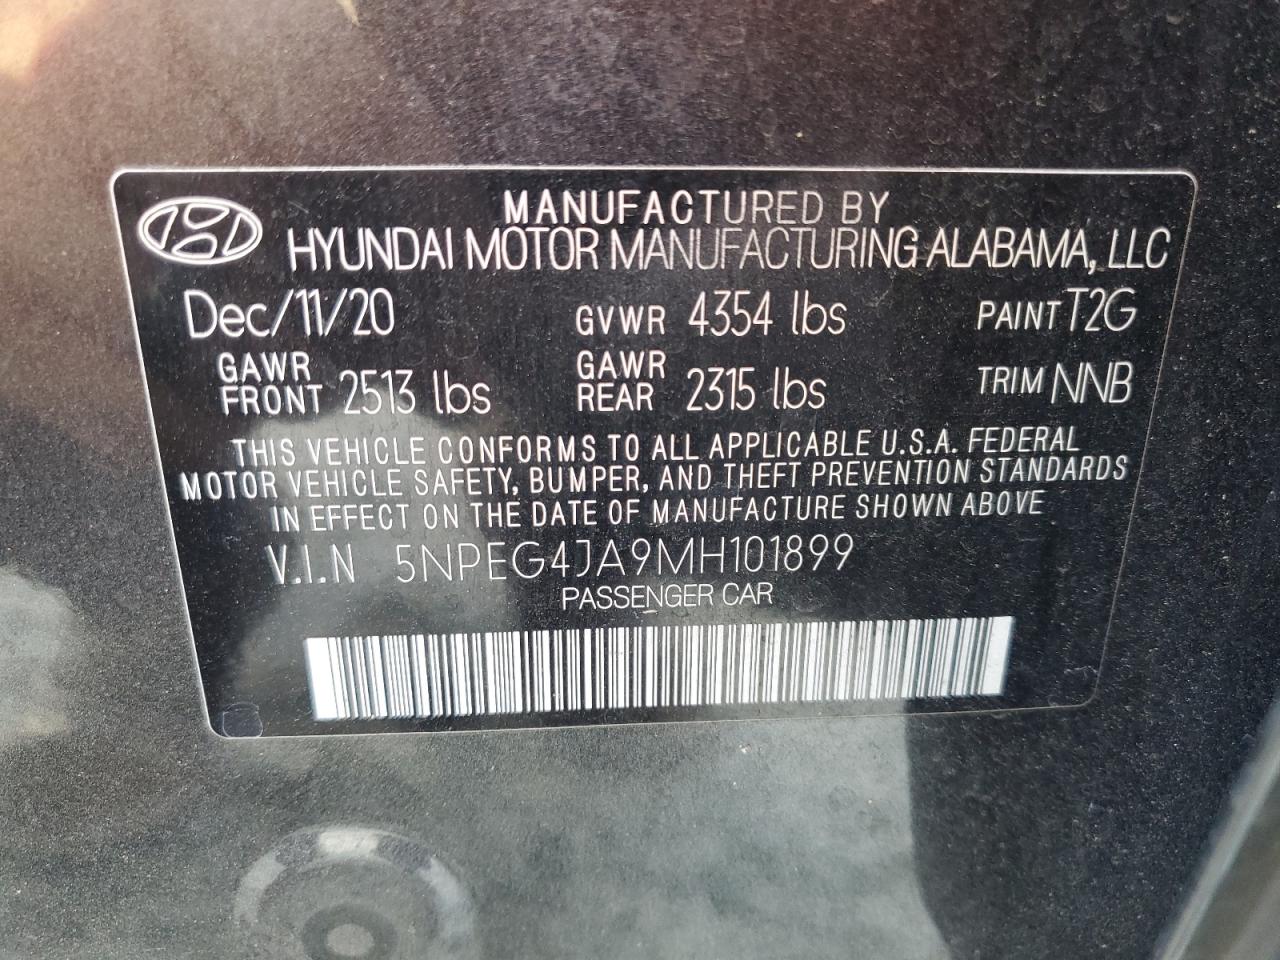 MANUFACTURED BY
HYUNDAI MOTOR MANUFACTURING ALABAMA, LLC
Dec/11/20 GVWR 4354 lbs PAINT T2G
GAWR FRONT 2513 lbs GAWR REAR 2315 lbs TRIM NNB
THIS VEHICLE CONFORMS TO ALL APPLICABLE U.S.A. FEDERAL
MOTOR VEHICLE SAFETY, BUMPER, AND THEFT PREVENTION STANDARDS
IN EFFECT ON THE DATE OF MANUFACTURE SHOWN ABOVE
V.I.N 5NPEG4JA9MH101899
PASSENGER CAR